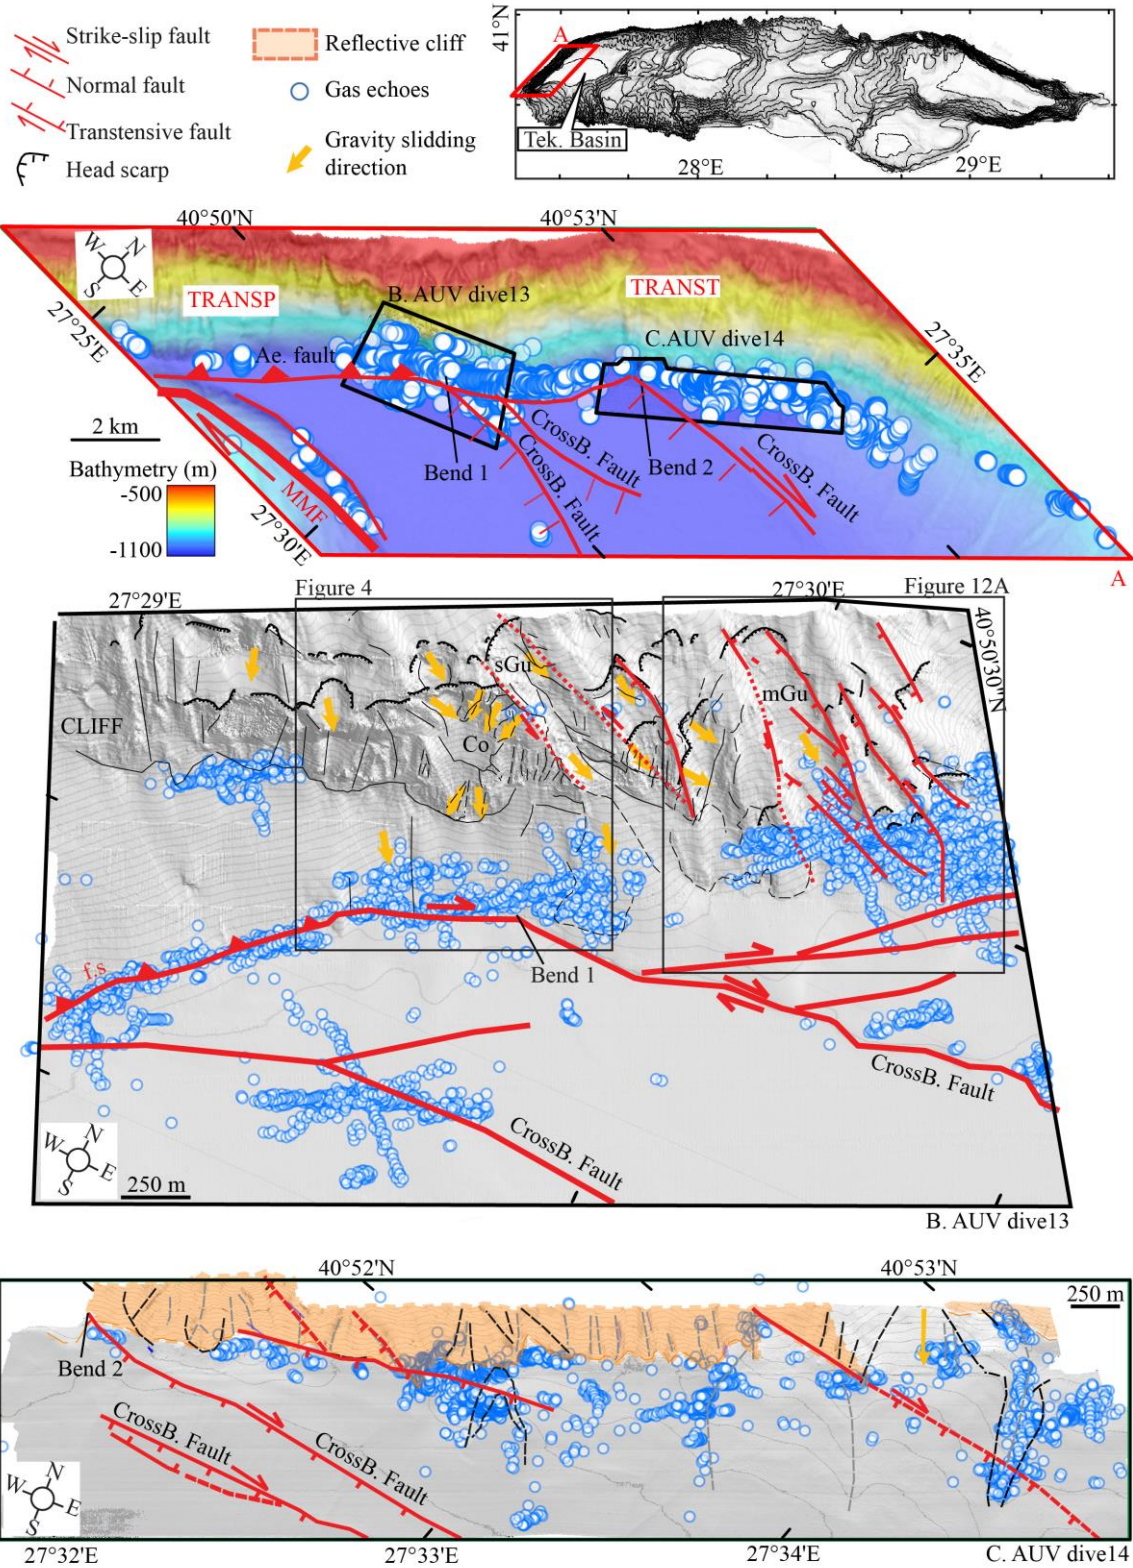 Strike-slip fault
Normal fault
Transtensive fault
Head scarp
Reflective cliff
Gas echoes
Gravity slidding
direction
41°N
A
Tek. Basin
28°E
29°E
40°50'N
40°53'N
W N
S E
TRANSP
B. AUV dive13
TRANST
27°25'E
C.AUV dive14
27°35'E
Ae. fault
2 km
Bathymetry (m)
-500
-1100
MMF
27°30'E
Bend 1
CrossB. Fault
CrossB. Fault
Bend 2
CrossB. Fault
A
Figure 4
27°29'E
27°30'E
Figure 12A
40°50'30"N
sGu
mGu
CLIFF
Co
f.s
Bend 1
CrossB. Fault
CrossB. Fault
W N
S E
250 m
B. AUV dive13
40°52'N
40°53'N
250 m
Bend 2
CrossB. Fault
CrossB. Fault
W N
S E
27°32'E
27°33'E
27°34'E
C. AUV dive14